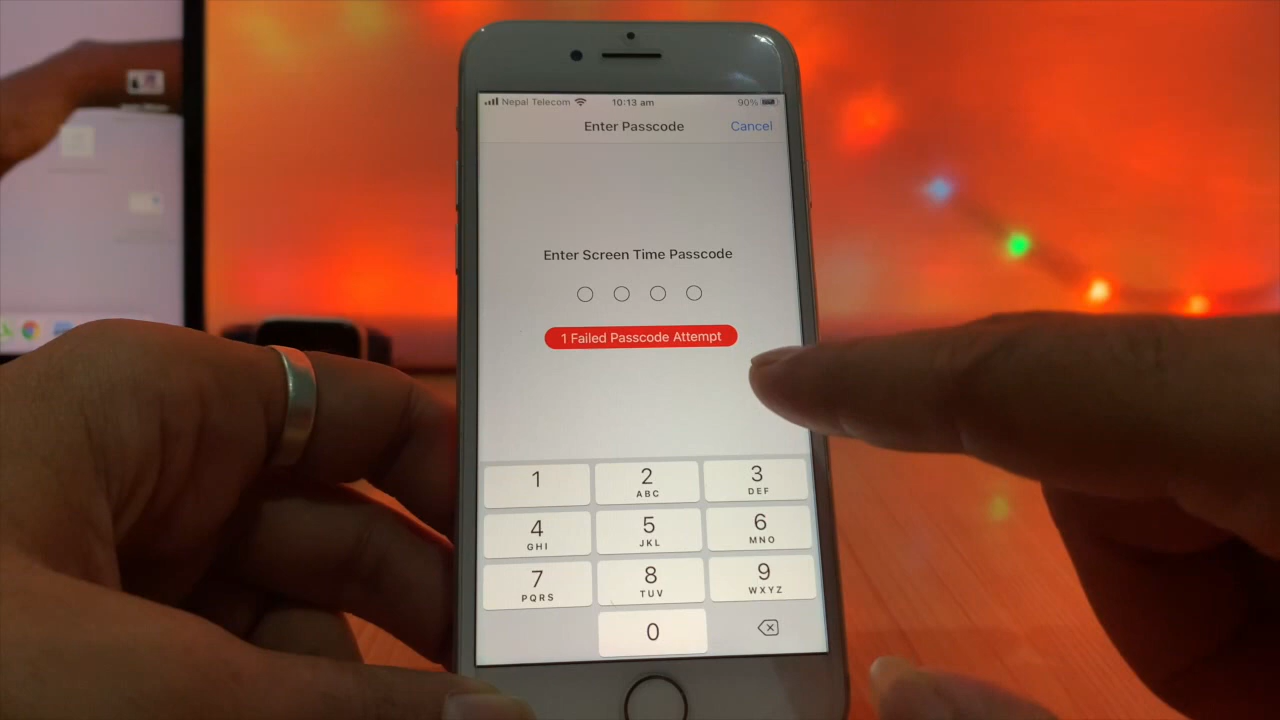 Nepal Telecom 10:13 am 90%
Enter Passcode Cancel
Enter Screen Time Passcode
1 Failed Passcode Attempt
1 2 3
ABC DEF
4 5 6
GHI JKL MNO
7 8 9
PQRS TUV WXYZ
0